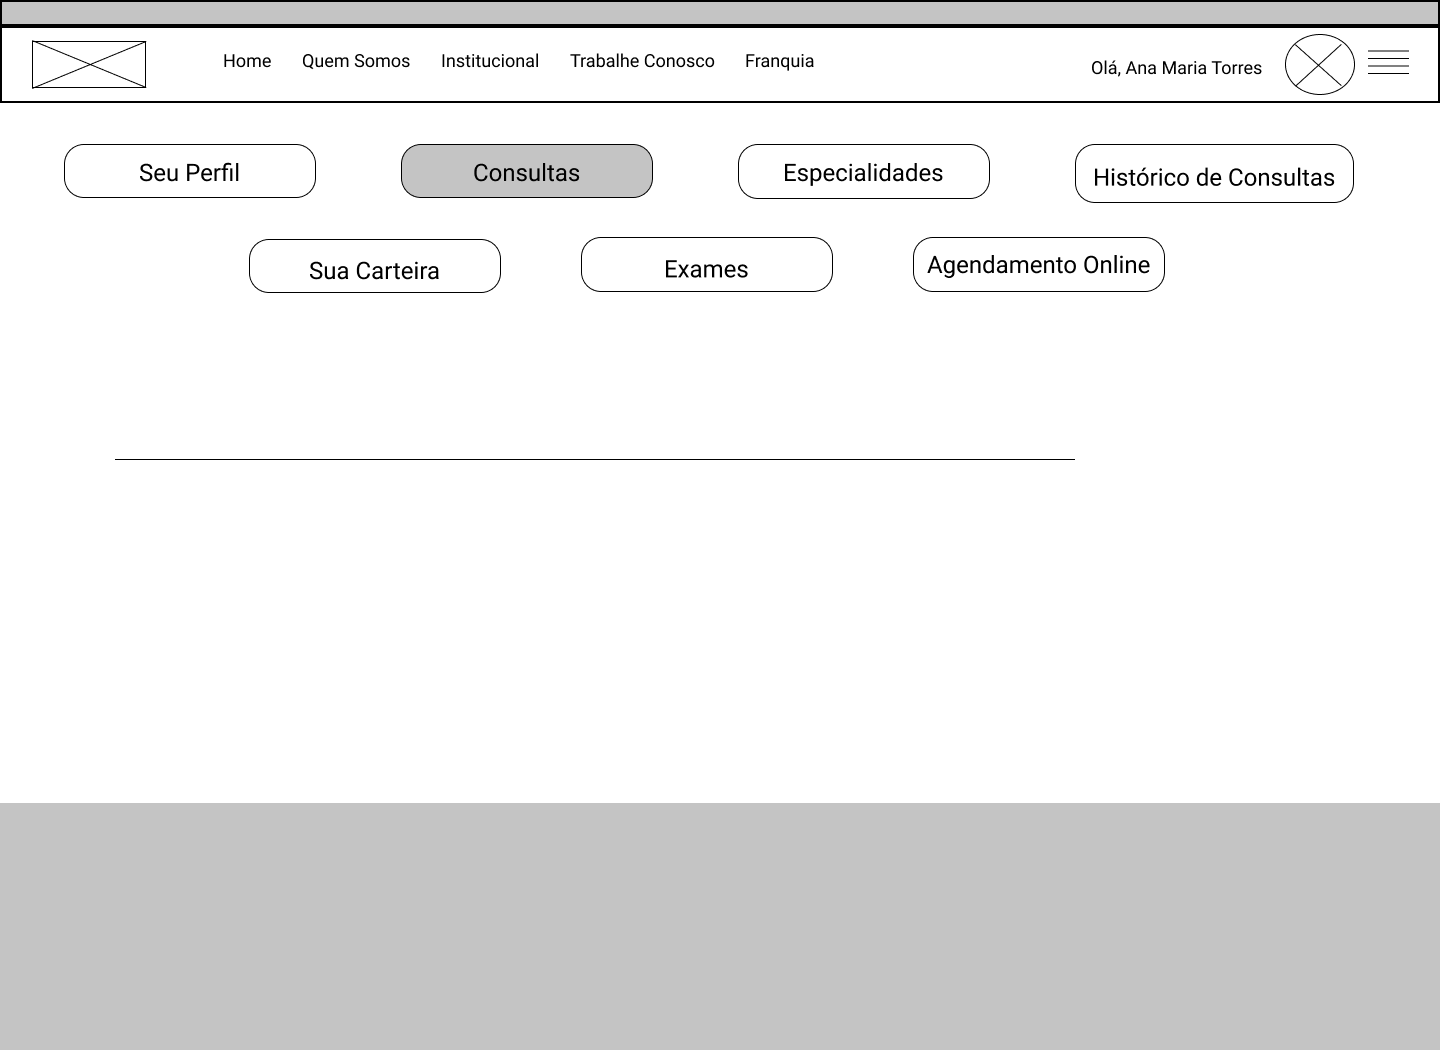 Home Quem Somos Institucional Trabalhe Conosco Franquia
Olá, Ana Maria Torres
Seu Perfil
Consultas
Especialidades
Histórico de Consultas
Sua Carteira
Exames
Agendamento Online